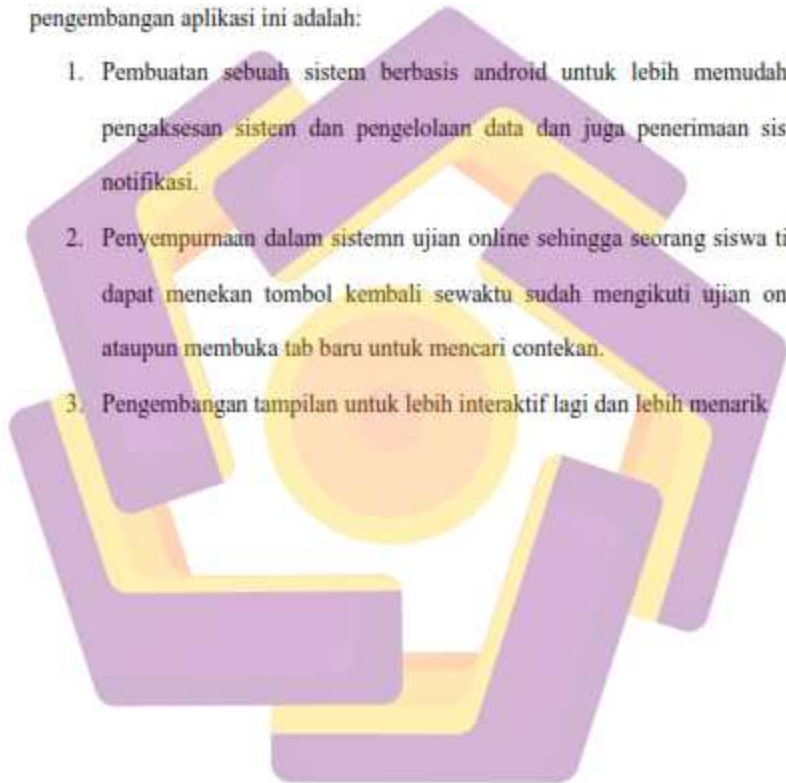 pengembangan aplikasi ini adalah:
1. Pembuatan sebuah sistem berbasis android untuk lebih memudah
pengaksesan sistem dan pengelolaan data dan juga penerimaan sis
notifikasi.
2. Penyempurnaan dalam sistemn ujian online sehingga seorang siswa ti
dapat menekan tombol kembali sewaktu sudah mengikuti ujian on
ataupun membuka tab baru untuk mencari contekan.
3. Pengembangan tampilan untuk lebih interaktif lagi dan lebih menarik